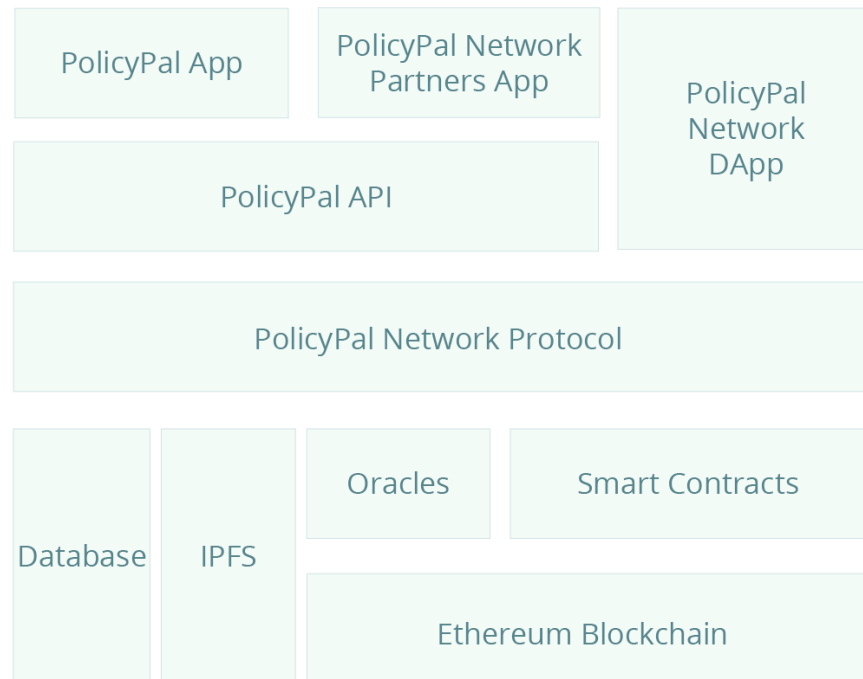 PolicyPal App
PolicyPal Network
Partners App
PolicyPal
Network
DApp
PolicyPal API
PolicyPal Network Protocol
Database
IPFS
Oracles
Smart Contracts
Ethereum Blockchain